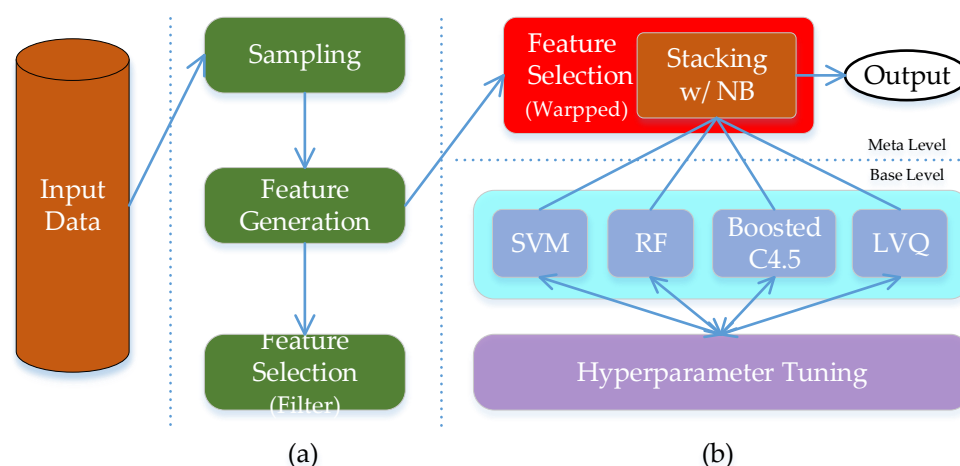 Input
Data
Sampling
Feature
Generation
Feature
Selection
(Filter)
(a)
Feature
Selection
(Warpped)
Stacking
w/ NB
Output
Meta Level
Base Level
SVM
RF
Boosted
C4.5
LVQ
Hyperparameter Tuning
(b)